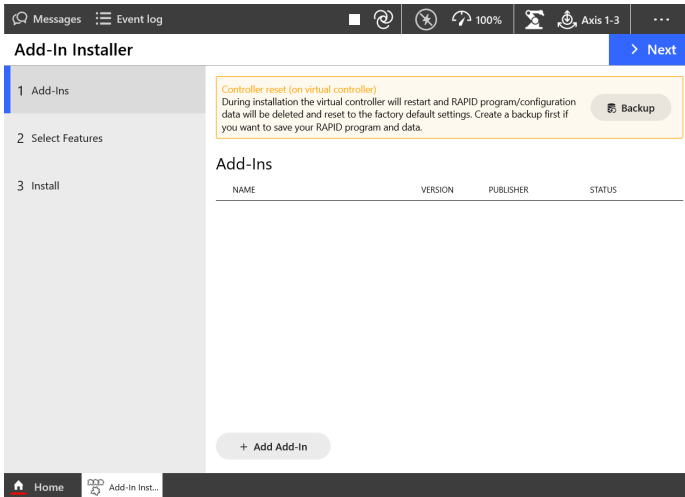 Messages Event log 100% Axis 1-3 ...
Add-In Installer
> Next
1 Add-Ins
2 Select Features
3 Install
Controller reset (on virtual controller)
During installation the virtual controller will restart and RAPID program/configuration
data will be deleted and reset to the factory default settings. Create a backup first if
you want to save your RAPID program and data.
Backup
Add-Ins
NAME VERSION PUBLISHER STATUS
+ Add Add-In
Home Add-In Inst...